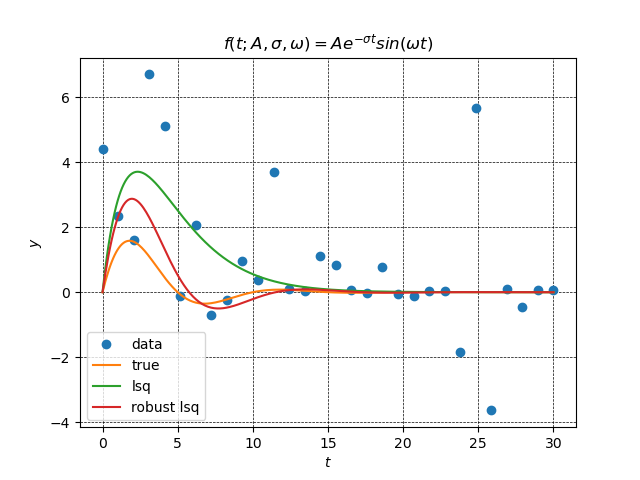 f(t; A, σ, ω) = Ae^{−σt}sin(ωt)
y
6
4
2
0
−2
−4
data
true
lsq
robust lsq
0 5 10 15 20 25 30
t